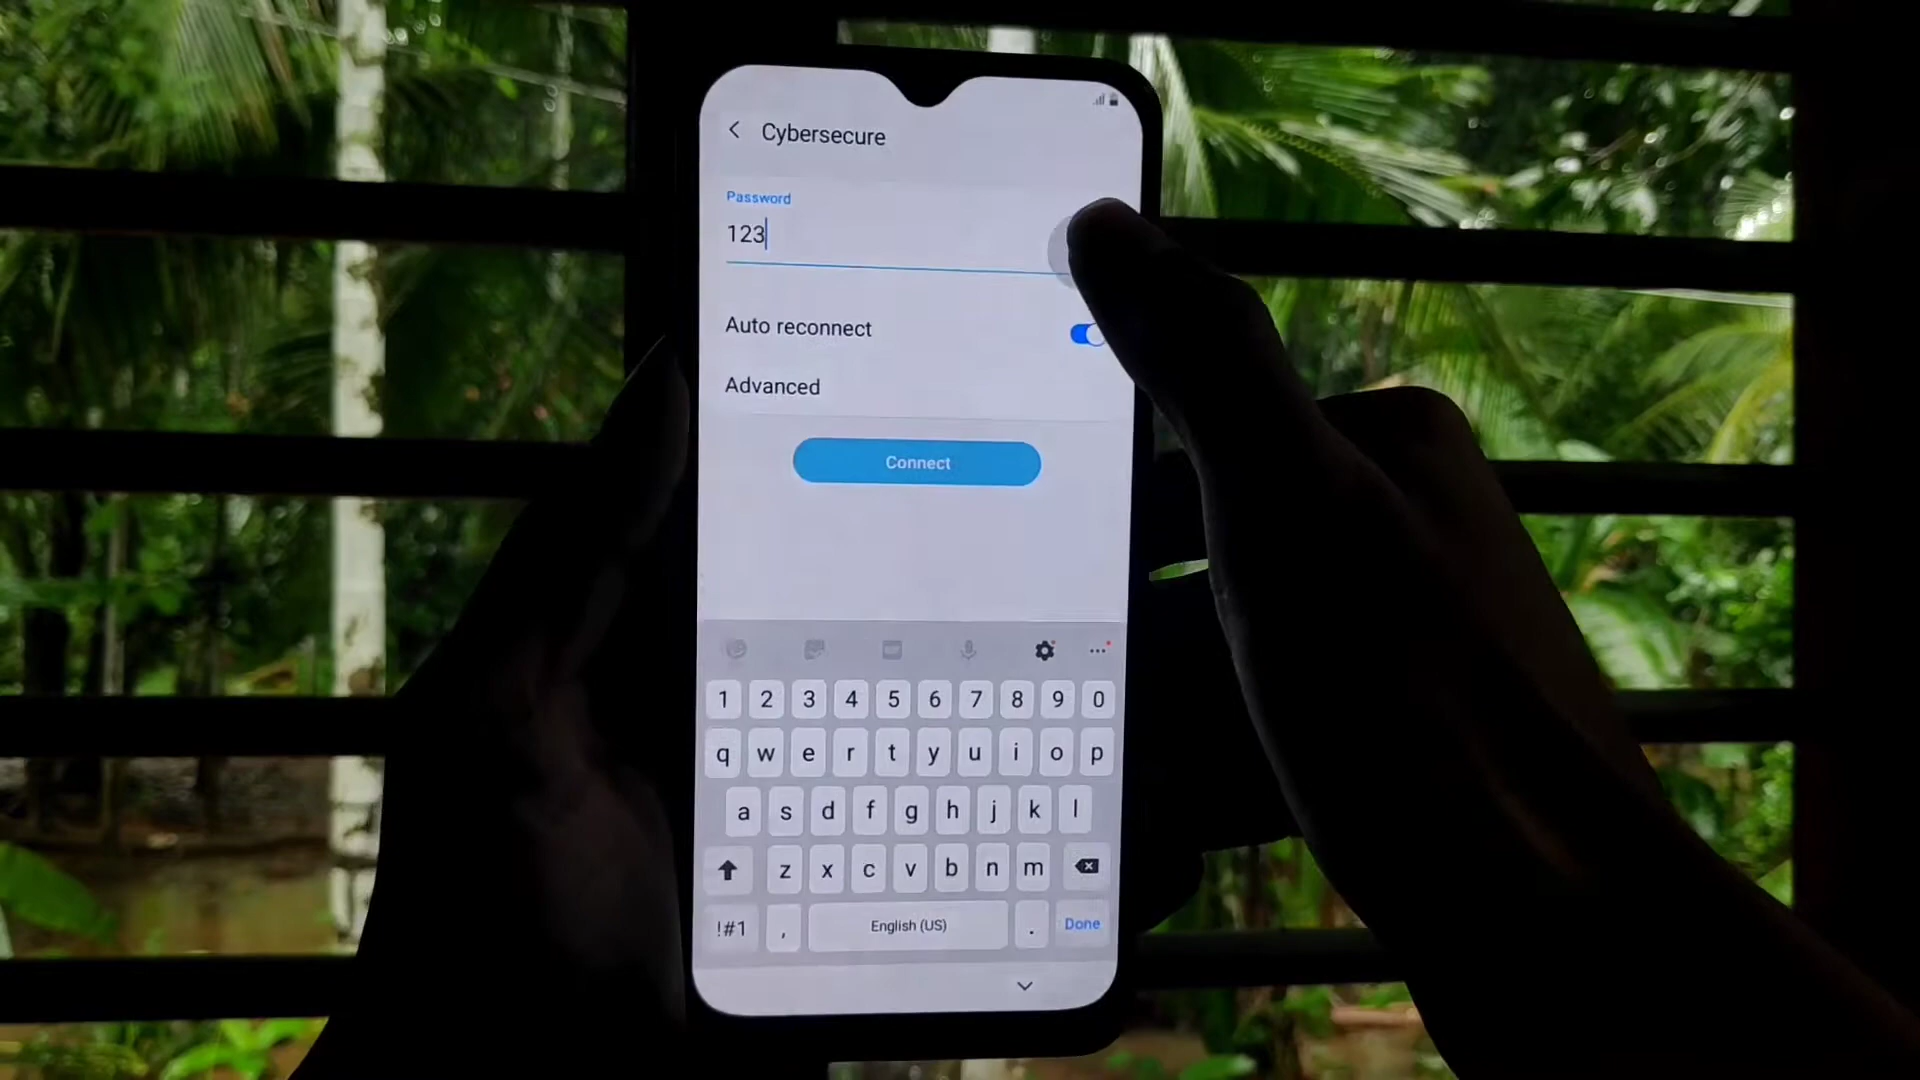 Cybersecure
Password
123
Auto reconnect
Advanced
Connect
1 2 3 4 5 6 7 8 9 0
q w e r t y u i o p
a s d f g h j k l
z x c v b n m
!#1 , English (US) . Done